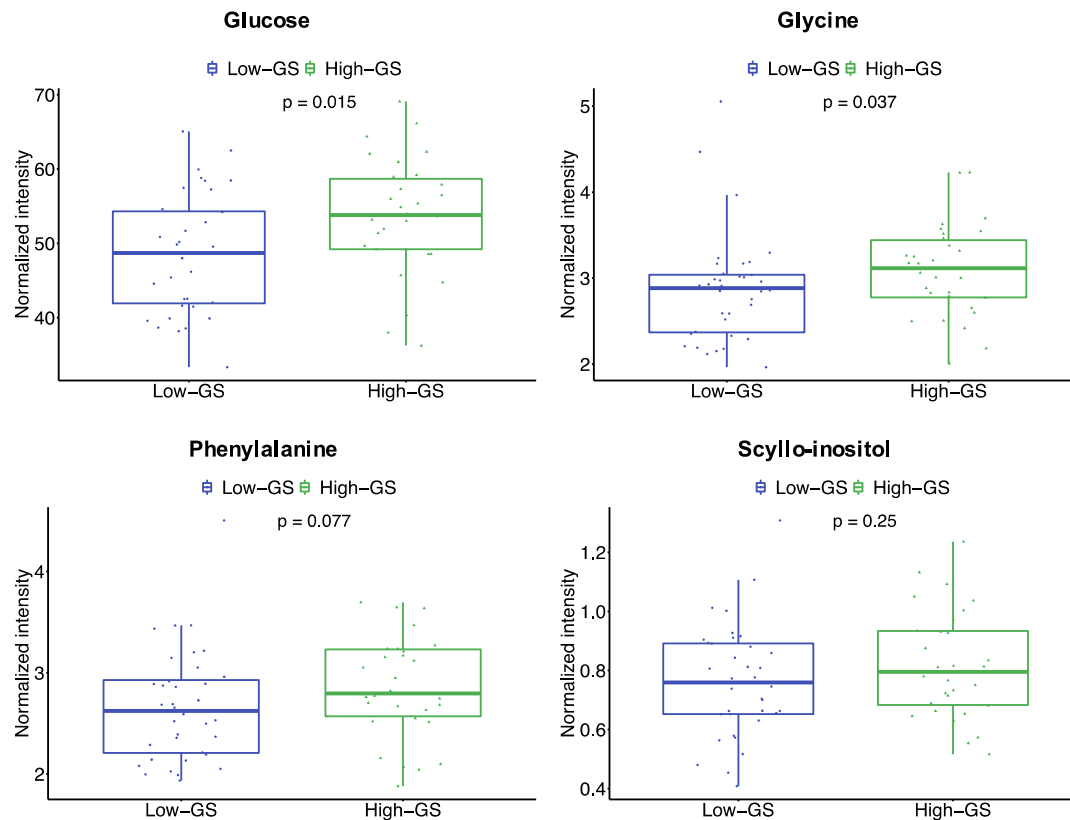 Glucose
Low−GS High−GS
p = 0.015
Normalized intensity
70
60
50
40
Low−GS High−GS
Glycine
Low−GS High−GS
p = 0.037
Normalized intensity
5
4
3
2
Low−GS High−GS
Phenylalanine
Low−GS High−GS
p = 0.077
Normalized intensity
4
3
2
Low−GS High−GS
Scyllo-inositol
Low−GS High−GS
p = 0.25
Normalized intensity
1.2
1.0
0.8
0.6
0.4
Low−GS High−GS